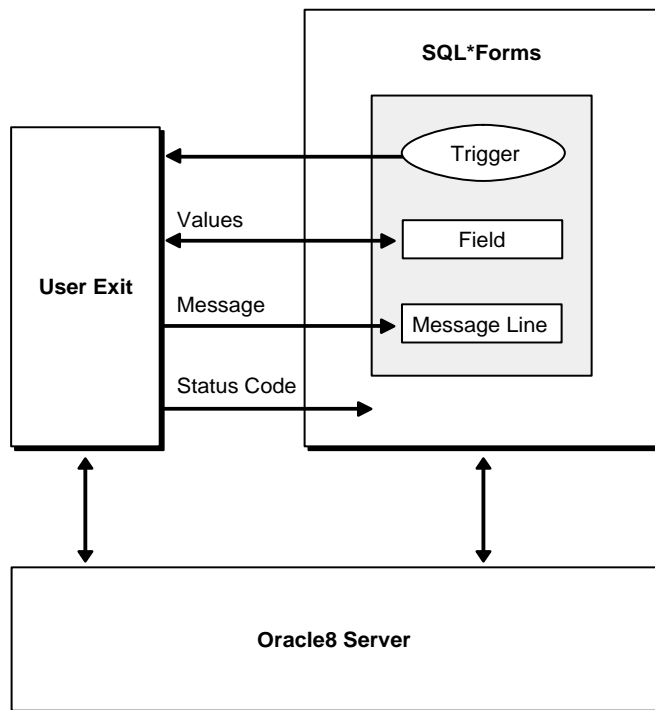 SQL*Forms
Trigger
Values
Field
User Exit
Message
Message Line
Status Code
Oracle8 Server